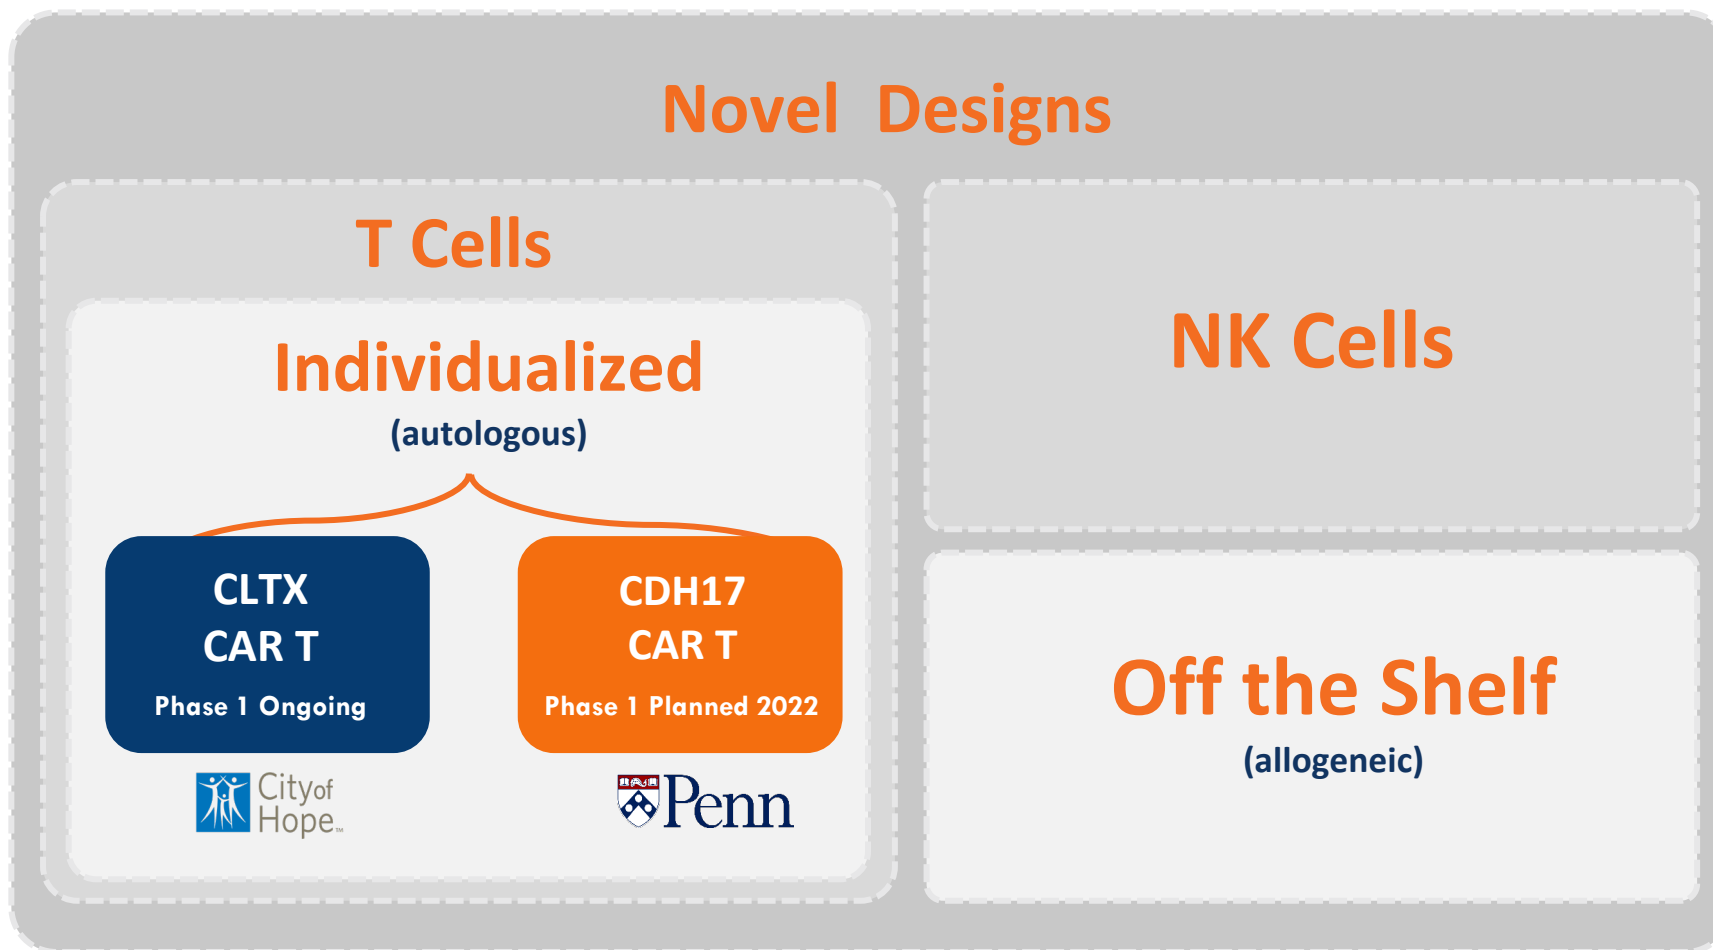 Novel Designs
T Cells
Individualized
(autologous)
CLTX
CAR T
Phase 1 Ongoing
City of
Hope
CDH17
CAR T
Phase 1 Planned 2022
Penn
NK Cells
Off the Shelf
(allogeneic)